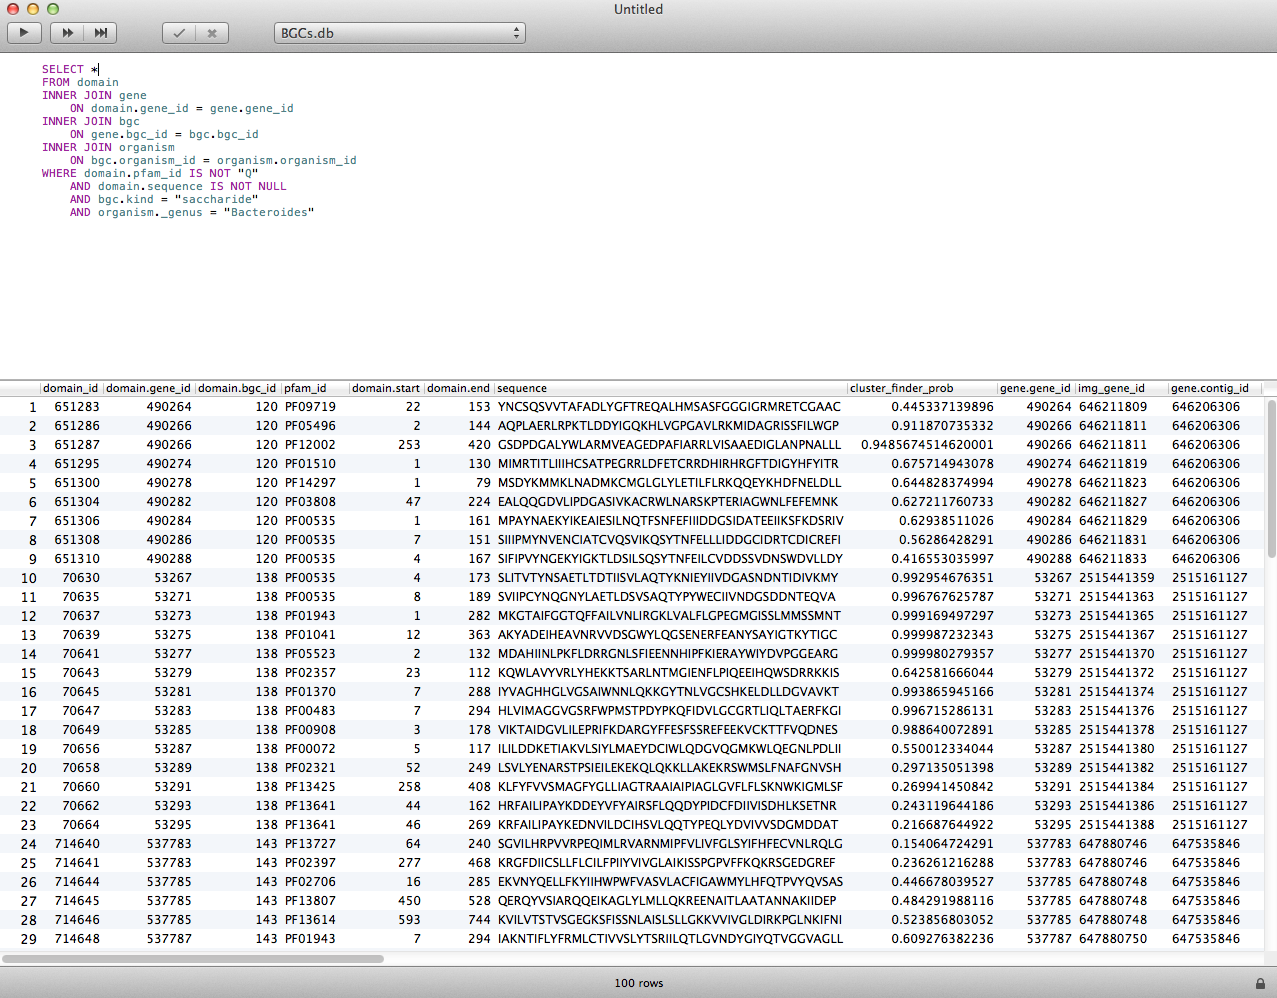 Untitled
BGCs.db
SELECT *
FROM domain
INNER JOIN gene
ON domain.gene_id = gene.gene_id
INNER JOIN bgc
ON gene.bgc_id = bgc.bgc_id
INNER JOIN organism
ON bgc.organism_id = organism.organism_id
WHERE domain.pfam_id IS NOT "Q"
AND domain.sequence IS NOT NULL
AND bgc.kind = "saccharide"
AND organism._genus = "Bacteroides"
domain_id domain.gene_id domain.bgc_id pfam_id domain.start domain.end sequence cluster_finder_prob gene.gene_id img_gene_id gene.contig_id
1 651283 490264 120 PF09719 22 153 YNCSQSVVTAFADLYGFTREQALHMSASFGGGIGRMRETCGAAC 0.445337139896 490264 646211809 646206306
2 651286 490266 120 PF05496 2 144 AQPLAERLRPKTLDDYIGQKHLVGPGAVLRKMIDAGRISSFILWGP 0.911870735332 490266 646211811 646206306
3 651287 490266 120 PF12002 253 420 GSDPDGALYWLARMVEAGEDPAFIARRLVISAAEDIGLANPNALLL 0.9485674514620001 490266 646211811 646206306
4 651295 490274 120 PF01510 1 130 MIMRTITLIIIHCSATPEGRRLDFETCRRDHIRHRGFTDIGYHFYITR 0.675714943078 490274 646211819 646206306
5 651300 490278 120 PF14297 1 79 MSDYKMMKLNADMKCMGLGLYLETILFLRKQQEYKHDFNELDLL 0.644828374994 490278 646211823 646206306
6 651304 490282 120 PF03808 47 224 EALQQGDVLIPDGASIVKACRWLNARSKPTERIAGWNLFEFEMNK 0.627211760733 490282 646211827 646206306
7 651306 490284 120 PF00535 1 161 MPAYNAEKYIKEAIESILNQTFSNFEFIIIDDGSIDATEEIIKSFKDSRIV 0.62938511026 490284 646211829 646206306
8 651308 490286 120 PF00535 7 151 SIIIPMYNVENCIATCVQSVIKQSYTNFELLLIDDGCIDRTCDICREFI 0.56286428291 490286 646211831 646206306
9 651310 490288 120 PF00535 4 167 SIFIPVYNGEKYIGKTLDSILSQSYTNFEILCVDDSSVDNSWDVLLDY 0.416553035997 490288 646211833 646206306
10 70630 53267 138 PF00535 4 173 SLITVTYNSAETLTDTIISVLAQTYKNIEYIIVDGASNDNTIDIVKMY 0.992954676351 53267 2515441359 2515161127
11 70635 53271 138 PF00535 8 189 SVIIPCYNQGNYLAETLDSVSAQTYPYWECIIVNDGSDDNTEQVA 0.996767625787 53271 2515441363 2515161127
12 70637 53273 138 PF01943 1 282 MKGTAIFGGTQFFAILVNLIRGKLVALFLGPEGMGISSLMMSSMNT 0.999169497297 53273 2515441365 2515161127
13 70639 53275 138 PF01041 12 363 AKYADEIHEAVNRVVDSGWYLQGSENERFEANYSAYIGTKYTIGC 0.999987232343 53275 2515441367 2515161127
14 70641 53277 138 PF05523 2 132 MDAHIINLPKFLDRRGNLSFIEENNHIPFKIERAYWIYDVPGGEARG 0.999980279357 53277 2515441370 2515161127
15 70643 53279 138 PF02357 23 112 KQWLAVYVRLYHEKKTSARLNTMGIENFLPIQEEIHQWSDRRKKIS 0.642581666044 53279 2515441372 2515161127
16 70645 53281 138 PF01370 7 288 IYVAGHHGLVGSAIWNNLQKKGYTNLVGCSHKELDLLDGVAVKT 0.993865945166 53281 2515441374 2515161127
17 70647 53283 138 PF00483 7 294 HLVIMAGGVGSRFWPMSTPDYPKQFIDVLGCGRTLIQLTAERFKGI 0.996715286131 53283 2515441376 2515161127
18 70649 53285 138 PF00908 3 178 VIKTAIDGVLILEPRIFKDARGYFFESFSSREFEEKVCKTTFVQDNES 0.988640072891 53285 2515441378 2515161127
19 70656 53287 138 PF00072 5 117 ILILDDKETIAKVLSIYLMAEYDCIWLQDGVQGMKWLQEGNLPDLII 0.550012334044 53287 2515441380 2515161127
20 70658 53289 138 PF02321 52 249 LSVLYENARSTPSIEILEKEKQLQKKLLAKEKRSWMSLFNAFGNVSH 0.297135051398 53289 2515441382 2515161127
21 70660 53291 138 PF13425 258 408 KLFYFVVSMAGFYGLLIAGTRAAIAIPIAGLGVFLFLSKNWKIGMLSF 0.269941450842 53291 2515441384 2515161127
22 70662 53293 138 PF13641 44 162 HRFAILIPAYKDDEYVFYAIRSFLQQDYPIDCFDIIVISDHLKSETNR 0.243119644186 53293 2515441386 2515161127
23 70664 53295 138 PF13641 46 269 KRFAILIPAYKEDNVILDCIHSVLQQTYPEQLYDVIVVSDGMDDAT 0.216687644922 53295 2515441388 2515161127
24 714640 537783 143 PF13727 64 240 SGVILHRPVVRPEQIMLRVARNMIPFVLIVFGLSYIFHFECVNLRQLG 0.154064724291 537783 647880746 647535846
25 714641 537783 143 PF02397 277 468 KRGFDIICSLLFLCILFPIIYVIVGLAIKISSPGPVFFKQKRSGEDGREF 0.236261216288 537783 647880746 647535846
26 714644 537785 143 PF02706 16 285 EKVNYQELLFKYIIHWPWFVASVLACFIGAWMYLHFQTPVYQVSAS 0.446678039527 537785 647880748 647535846
27 714645 537785 143 PF13807 450 528 QERQYVSIARQQEIKAGLYLMLLQKREENAITLAATANNAKIIDEP 0.484291988116 537785 647880748 647535846
28 714646 537785 143 PF13614 593 744 KVILVTSTVSGEGKSFISSNLAISLSLLGKKVVIVGLDIRKPGLNKIFNI 0.523856803052 537785 647880748 647535846
29 714648 537787 143 PF01943 7 294 IAKNTIFLYFRMLCTIVVSLYTSRIILQTLGVNDYGIYQTVGGVAGLL 0.609276382236 537787 647880750 647535846
100 rows